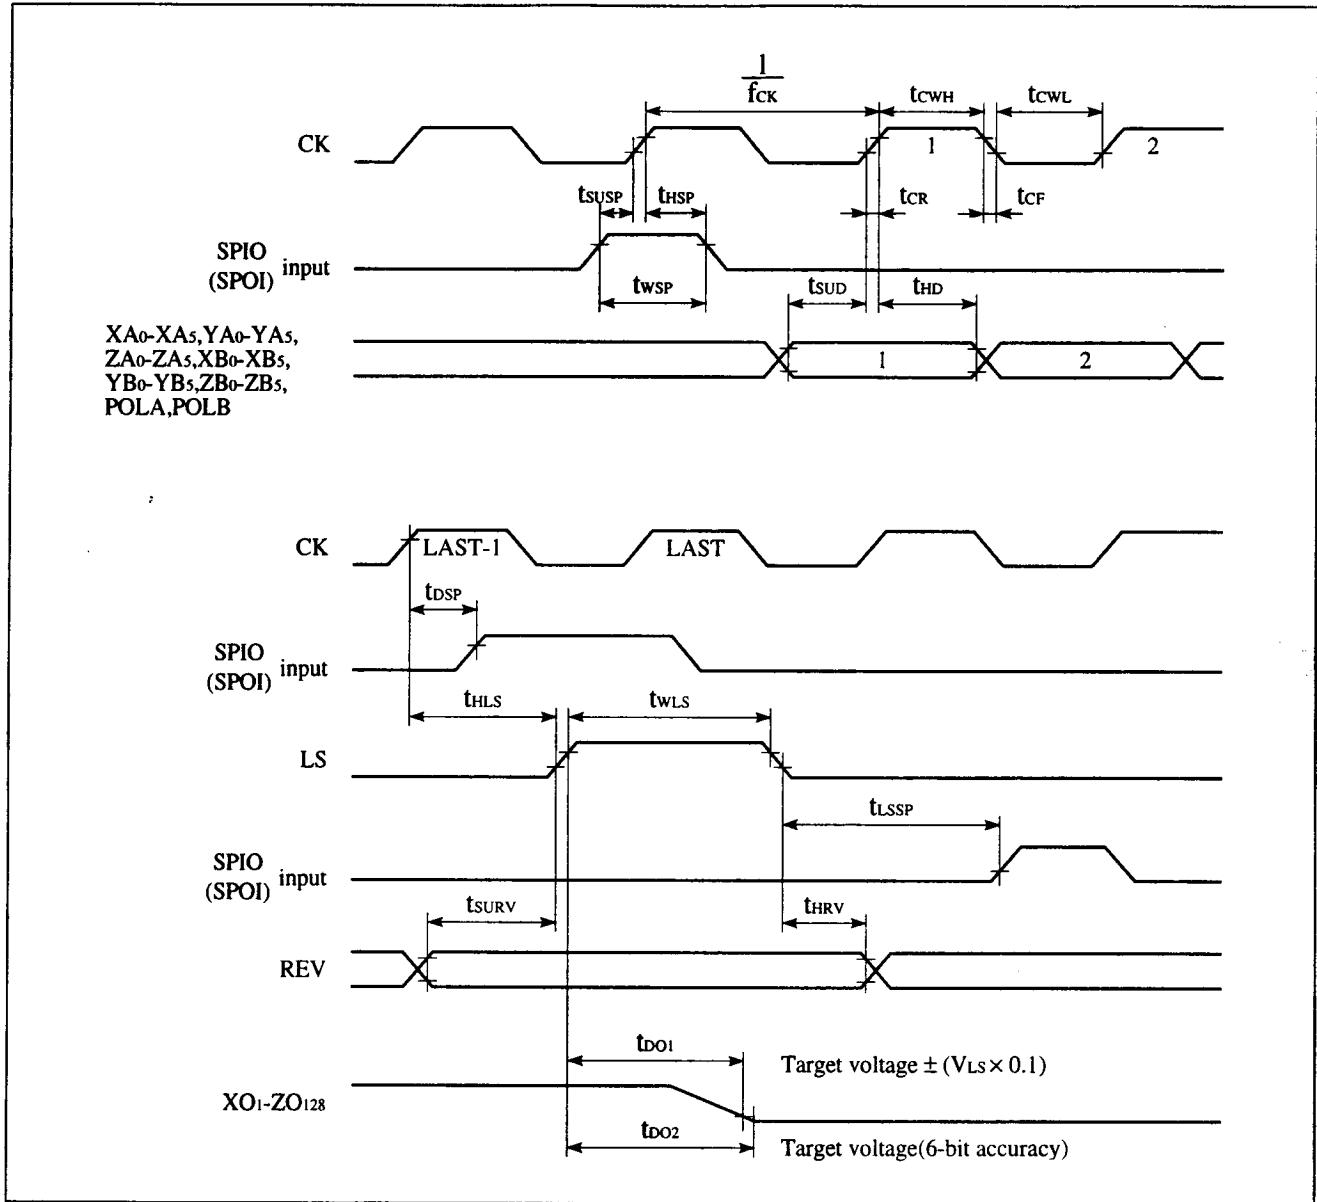 1
fCK
tCWH
tCWL
CK
1
2
tSUSP
tHSP
tCR
tCF
SPIO
(SPOI)
input
tWSP
tSUD
tHD
XA0-XA5,YA0-YA5,
ZA0-ZA5,XB0-XB5,
YB0-YB5,ZB0-ZB5,
POLA,POLB
1
2
CK
LAST-1
LAST
tDSP
SPIO
(SPOI)
input
tHLS
tWLS
LS
tLSSP
SPIO
(SPOI)
input
tSURV
tHRV
REV
tDO1
Target voltage ± (VLS × 0.1)
XO1-ZO128
tDO2
Target voltage(6-bit accuracy)